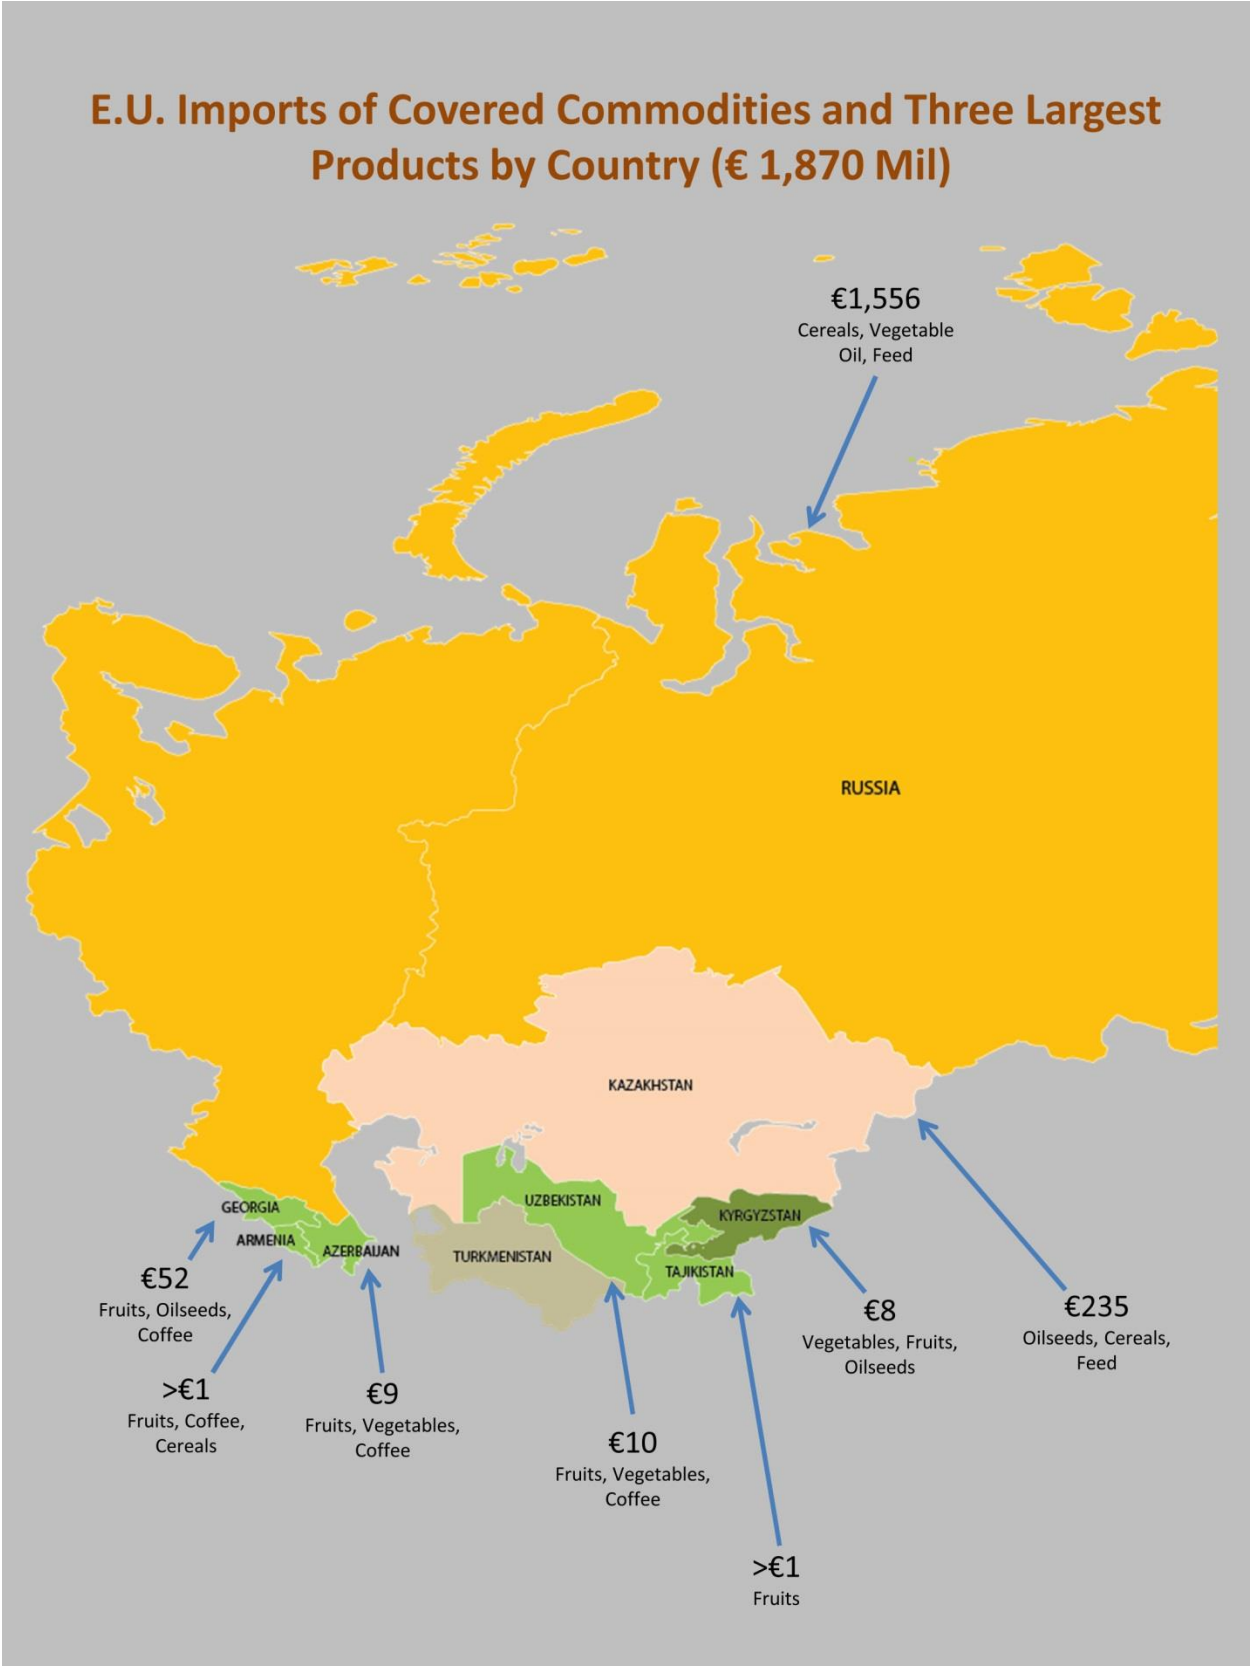 E.U. Imports of Covered Commodities and Three Largest
Products by Country (€ 1,870 Mil)
€1,556
Cereals, Vegetable
Oil, Feed
RUSSIA
KAZAKHSTAN
UZBEKISTAN
KYRGYZSTAN
GEORGIA
ARMENIA
AZERBAIJAN
TURKMENISTAN
TAJIKISTAN
€52
Fruits, Oilseeds,
Coffee
>€1
Fruits, Coffee,
Cereals
€9
Fruits, Vegetables,
Coffee
€10
Fruits, Vegetables,
Coffee
>€1
Fruits
€8
Vegetables, Fruits,
Oilseeds
€235
Oilseeds, Cereals,
Feed